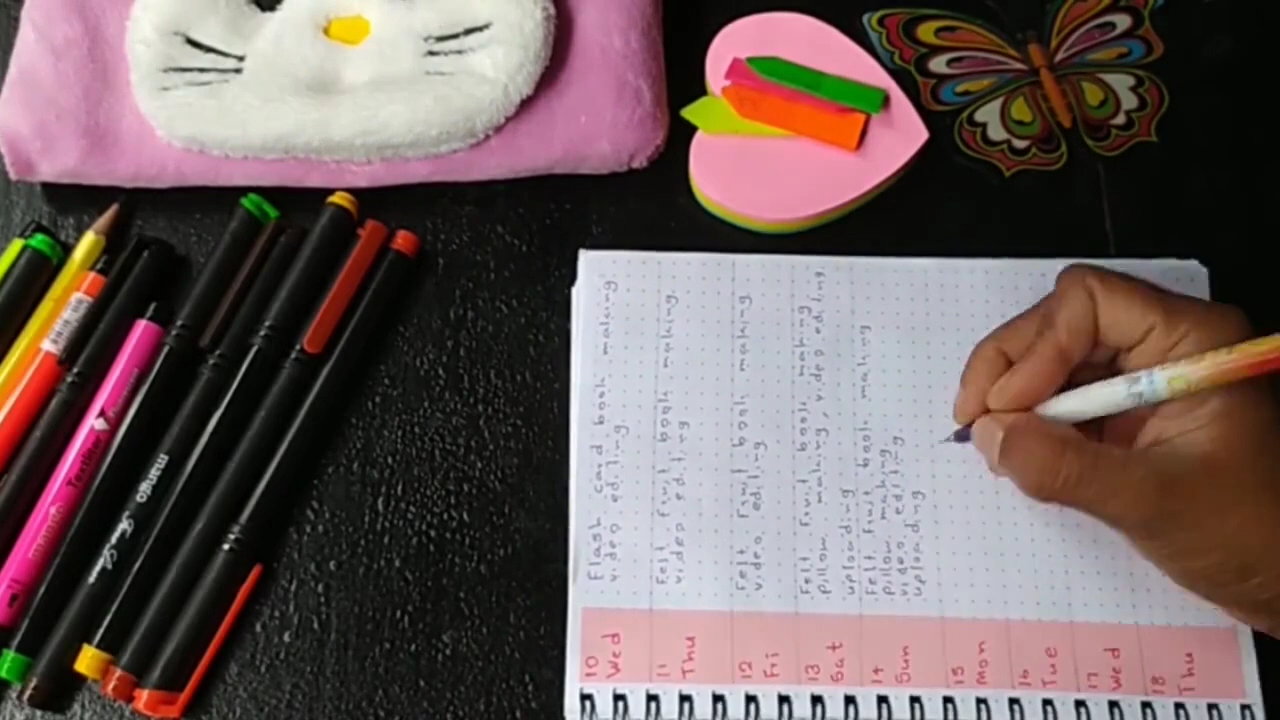 10
Wed
Flash card book making
video editing.
11
Thu
Felt fruit book making.
video editing
12
Fri
Felt fruit book making
video editing
13
Sat
Felt fruit book making
pillow making, video editing.
uploading
14
Sun
Felt fruit book making
pillow making
video editing
uploading
15
Mon
16
Tue
17
Wed
18
Thu
mango
mango